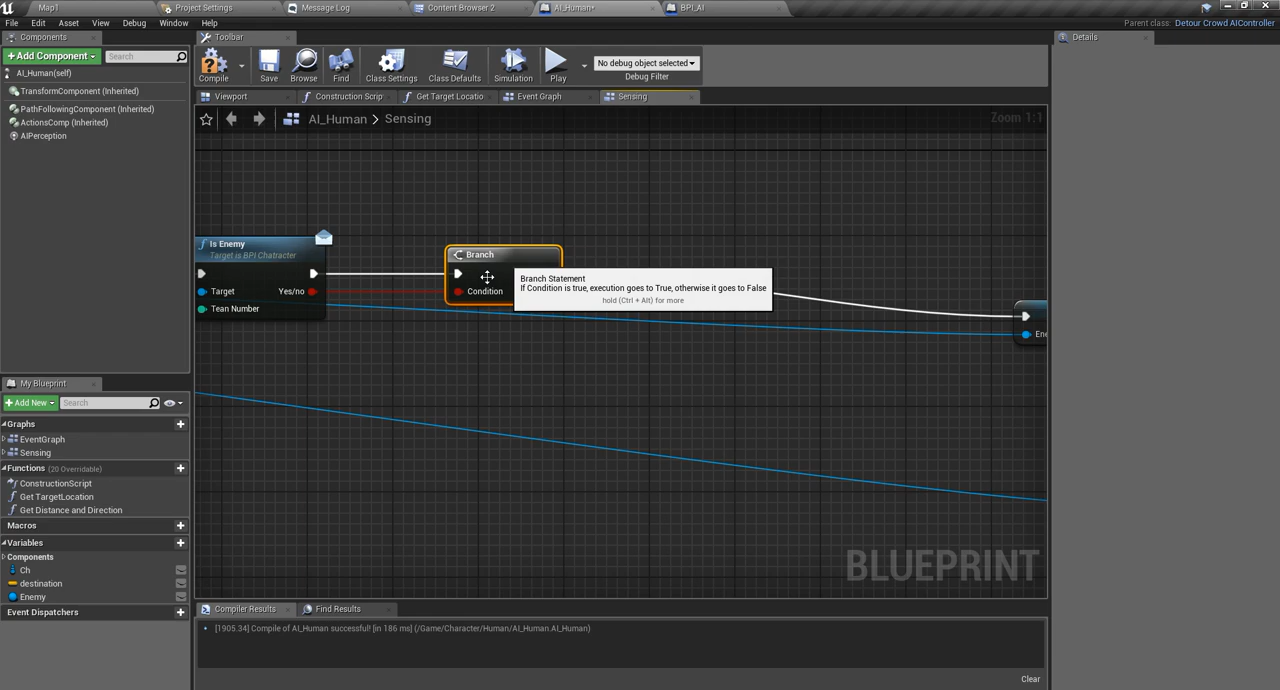 Map1
Project Settings
Message Log
Content Browser 2
AI_Human*
BPI_AI
File Edit Asset View Debug Window Help
Parent class: Detour Crowd AIController
Components
+ Add Component
Search
AI_Human(self)
TransformComponent (Inherited)
PathFollowingComponent (Inherited)
ActionsComp (Inherited)
AIPerception
Toolbar
Compile
Save
Browse
Find
Class Settings
Class Defaults
Simulation
Play
No debug object selected
Debug Filter
Viewport
Construction Scrip
Get Target Locatio
Event Graph
Sensing
AI_Human > Sensing
Zoom 1:1
Is Enemy
Target is BPI Chatracter
Target
Yes/no
Tean Number
Branch
Condition
Branch Statement
If Condition is true, execution goes to True, otherwise it goes to False
hold (Ctrl + Alt) for more
Ene
BLUEPRINT
Details
My Blueprint
+ Add New
Search
Graphs
EventGraph
Sensing
Functions (20 Overridable)
ConstructionScript
Get TargetLocation
Get Distance and Direction
Macros
Variables
Components
Ch
destination
Enemy
Event Dispatchers
Compiler Results
Find Results
[1905.34] Compile of AI_Human successful! [in 186 ms] (/Game/Character/Human/AI_Human.AI_Human)
Clear